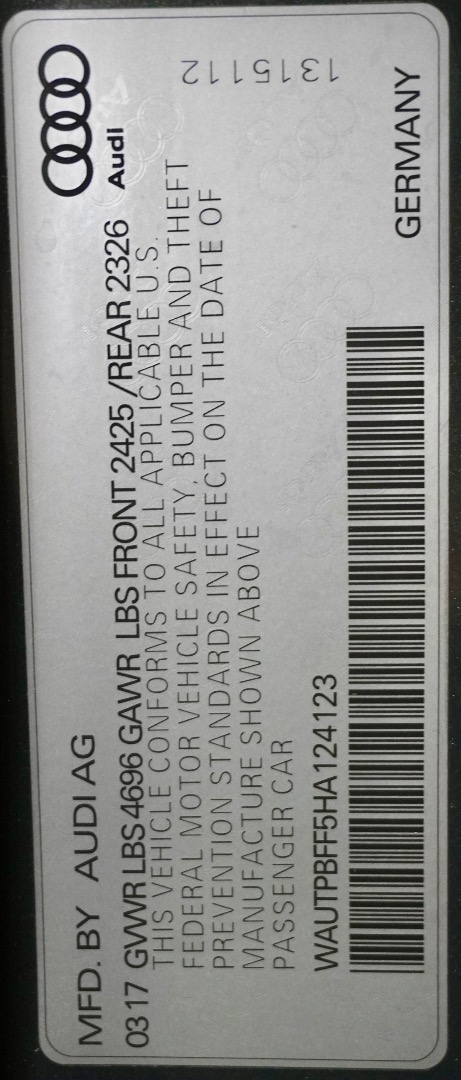 MFD. BY AUDI AG
03 17 GVWR LBS 4696 GAWR LBS FRONT 2425 /REAR 2326
THIS VEHICLE CONFORMS TO ALL APPLICABLE U.S.
FEDERAL MOTOR VEHICLE SAFETY, BUMPER AND THEFT
PREVENTION STANDARDS IN EFFECT ON THE DATE OF
MANUFACTURE SHOWN ABOVE
PASSENGER CAR
WAUTPBFF5HA124123
Audi
1315112
GERMANY